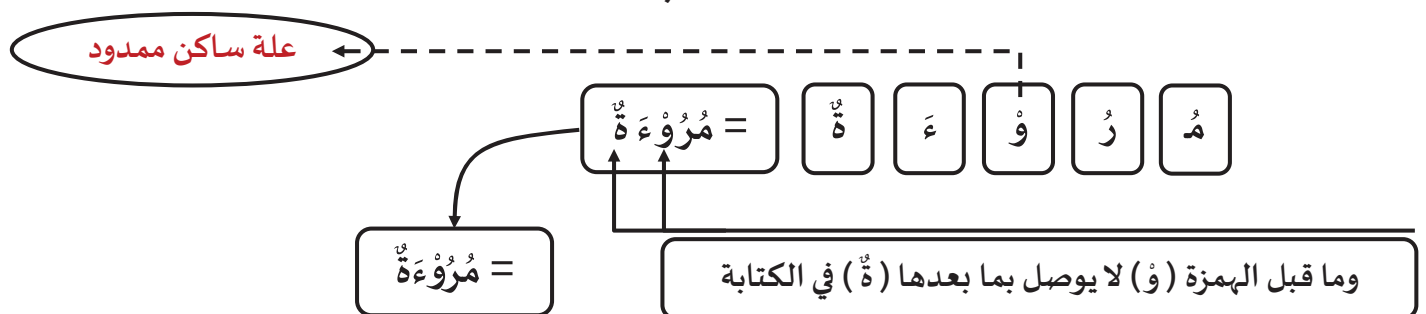 علة ساكن ممدود
مُ رُ وْ ءَ ةٌ = مُرُوْءَ ةٌ
= مُرُوْءَةٌ
وما قبل الهمزة ( وْ ) لا يوصل بما بعدها ( ةٌ ) في الكتابة